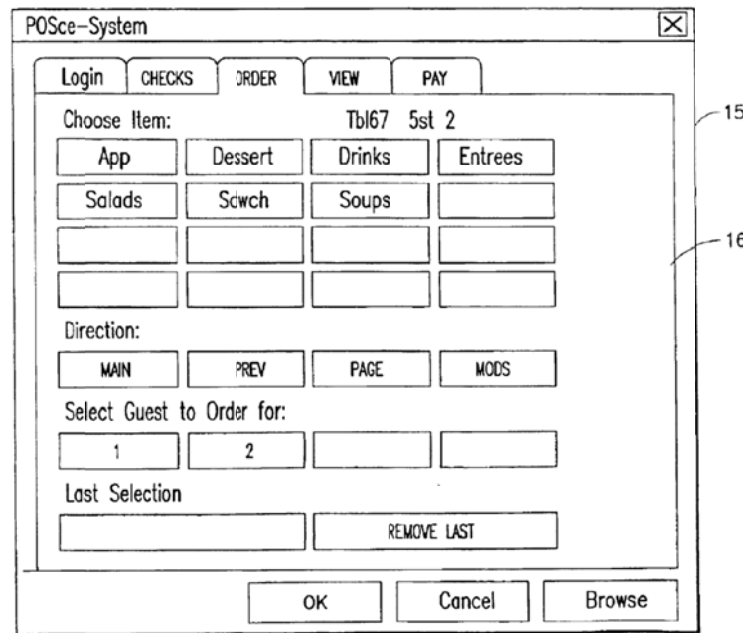 POSce-System
Login CHECKS ORDER VIEW PAY
15
Choose Item: Tbl67 5st 2
App Dessert Drinks Entrees
Salads Sdwch Soups
16
Direction:
MAIN PREV PAGE MODS
Select Guest to Order for:
1 2
Last Selection
REMOVE LAST
OK Cancel Browse